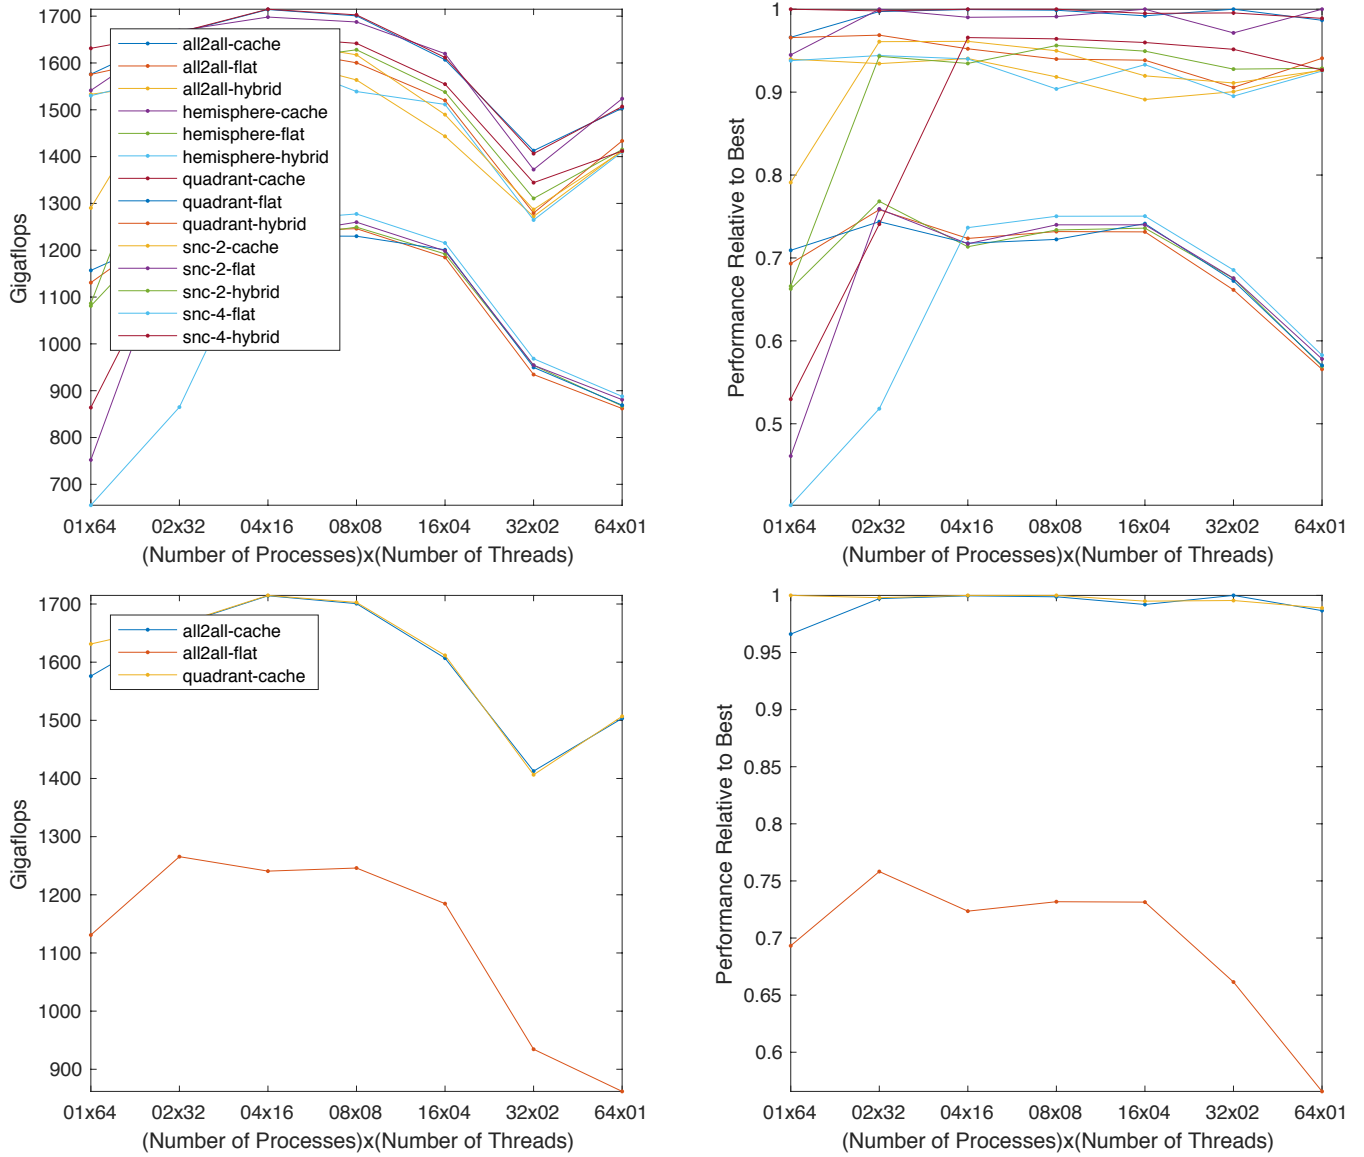 1700
1600
1500
1400
1300
1200
1100
1000
900
800
700
Gigaflops
all2all-cache
all2all-flat
all2all-hybrid
hemisphere-cache
hemisphere-flat
hemisphere-hybrid
quadrant-cache
quadrant-flat
quadrant-hybrid
snc-2-cache
snc-2-flat
snc-2-hybrid
snc-4-flat
snc-4-hybrid
01x64 02x32 04x16 08x08 16x04 32x02 64x01
(Number of Processes)x(Number of Threads)
1
0.9
0.8
0.7
0.6
0.5
Performance Relative to Best
01x64 02x32 04x16 08x08 16x04 32x02 64x01
(Number of Processes)x(Number of Threads)
1700
1600
1500
1400
1300
1200
1100
1000
900
Gigaflops
all2all-cache
all2all-flat
quadrant-cache
01x64 02x32 04x16 08x08 16x04 32x02 64x01
(Number of Processes)x(Number of Threads)
1
0.95
0.9
0.85
0.8
0.75
0.7
0.65
0.6
Performance Relative to Best
01x64 02x32 04x16 08x08 16x04 32x02 64x01
(Number of Processes)x(Number of Threads)